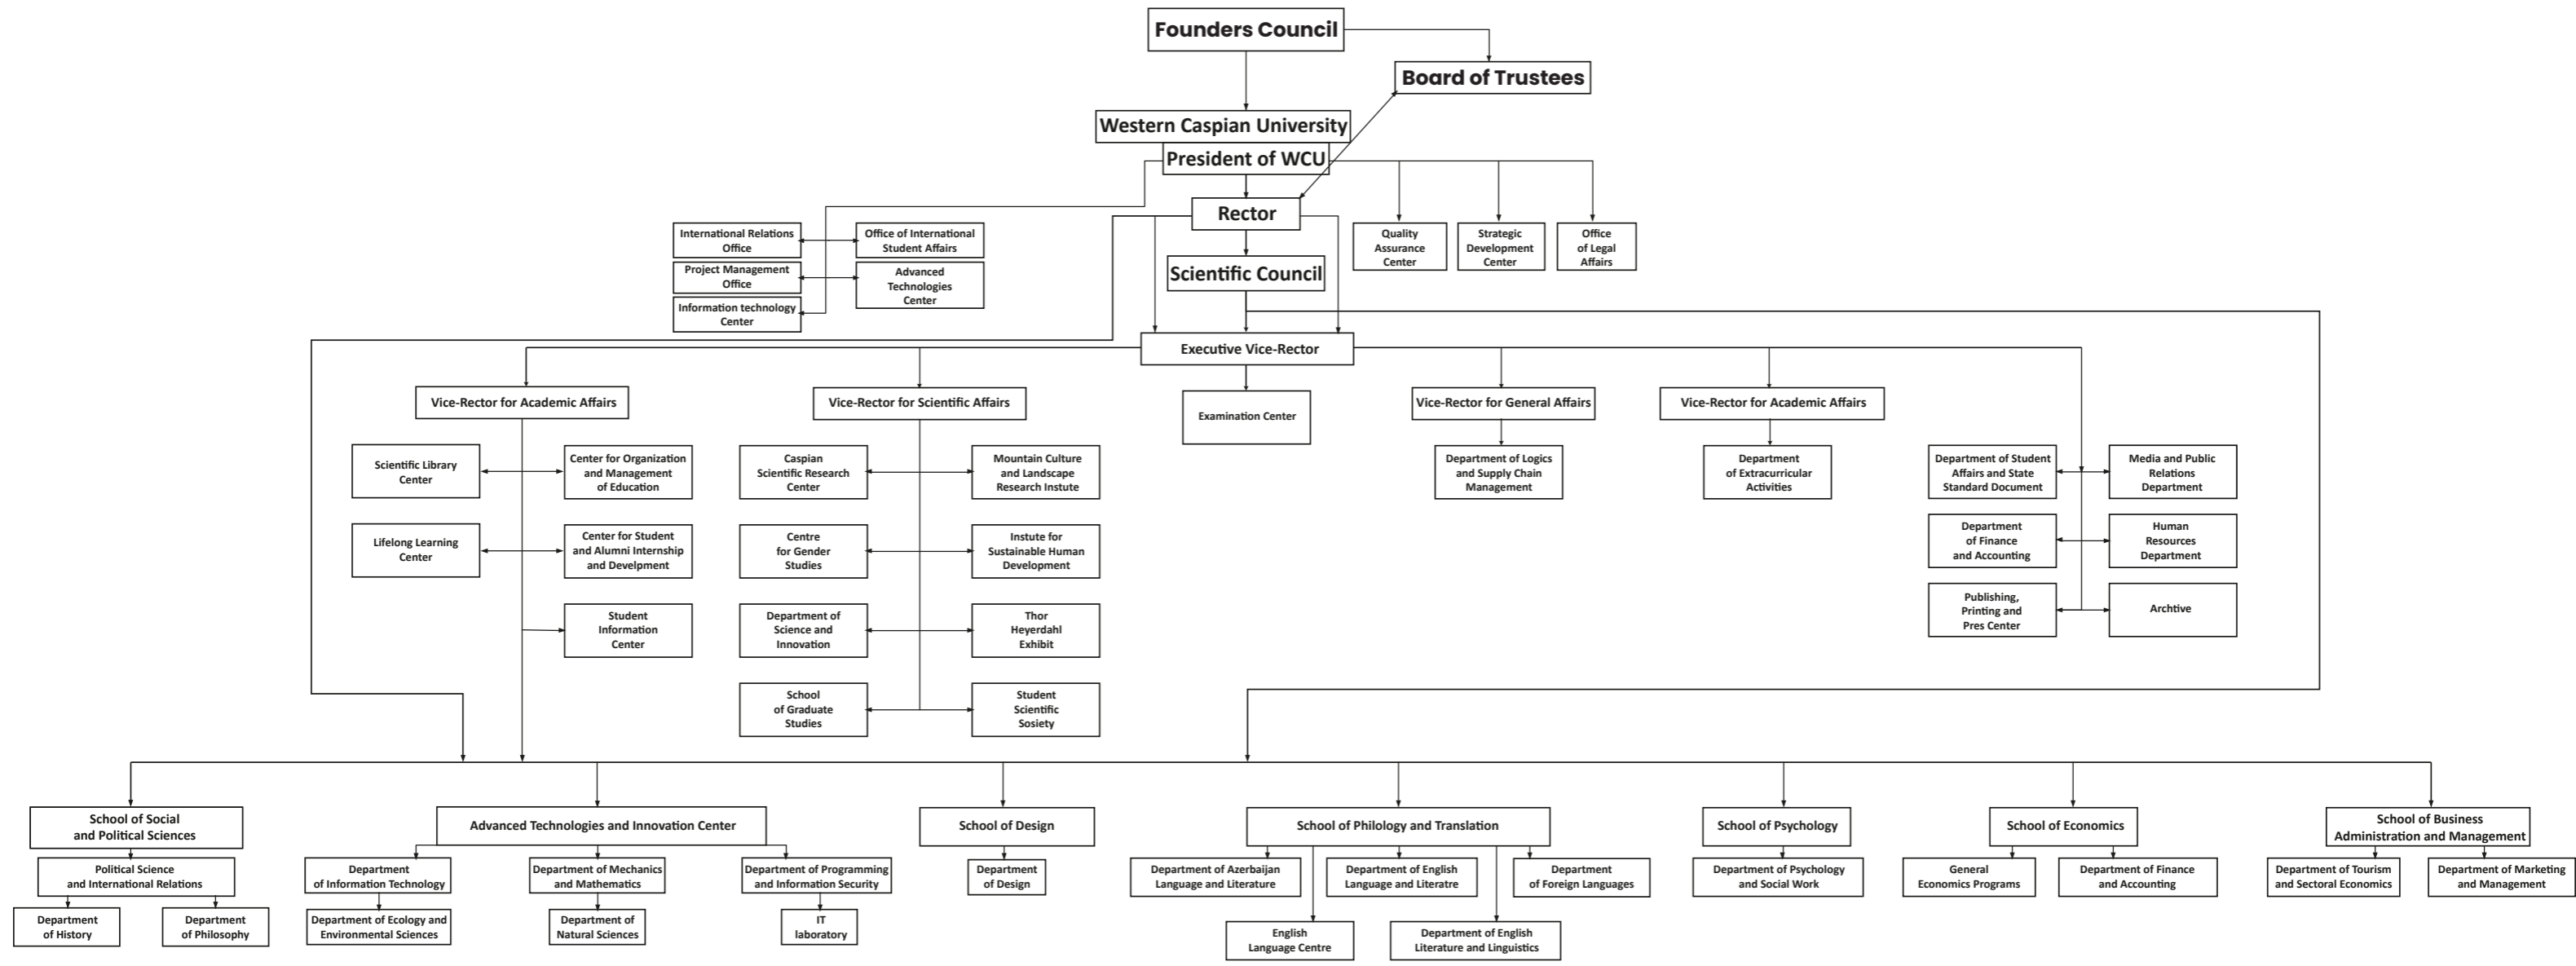 Founders Council
Board of Trustees
Western Caspian University
President of WCU
Rector
International Relations
Office
Office of International
Student Affairs
Quality
Assurance
Center
Strategic
Development
Center
Office
of Legal
Affairs
Project Management
Office
Advanced
Technologies
Center
Scientific Council
Information technology
Center
Executive Vice-Rector
Vice-Rector for Academic Affairs
Vice-Rector for Scientific Affairs
Examination Center
Vice-Rector for General Affairs
Vice-Rector for Academic Affairs
Scientific Library
Center
Center for Organization
and Management
of Education
Caspian
Scientific Research
Center
Mountain Culture
and Landscape
Research Instute
Department of Logics
and Supply Chain
Management
Department
of Extracurricular
Activities
Department of Student
Affairs and State
Standard Document
Media and Public
Relations
Department
Lifelong Learning
Center
Center for Student
and Alumni Internship
and Develpment
Centre
for Gender
Studies
Instute for
Sustainable Human
Development
Department
of Finance
and Accounting
Human
Resources
Department
Student
Information
Center
Department of
Science and
Innovation
Thor
Heyerdahl
Exhibit
Publishing,
Printing and
Pres Center
Archtive
School
of Graduate
Studies
Student
Scientific
Sosiety
School of Social
and Political Sciences
Advanced Technologies and Innovation Center
School of Design
School of Philology and Translation
School of Psychology
School of Economics
School of Business
Administration and Management
Political Science
and International Relations
Department
of Information Technology
Department of Mechanics
and Mathematics
Department of Programming
and Information Security
Department
of Design
Department of Azerbaijan
Language and Literature
Department of English
Language and Literatre
Department
of Foreign Languages
Department of Psychology
and Social Work
General
Economics Programs
Department of Finance
and Accounting
Department of Tourism
and Sectoral Economics
Department of Marketing
and Management
Department
of History
Department
of Philosophy
Department of Ecology and
Environmental Sciences
Department of
Natural Sciences
IT
laboratory
English
Language Centre
Department of English
Literature and Linguistics